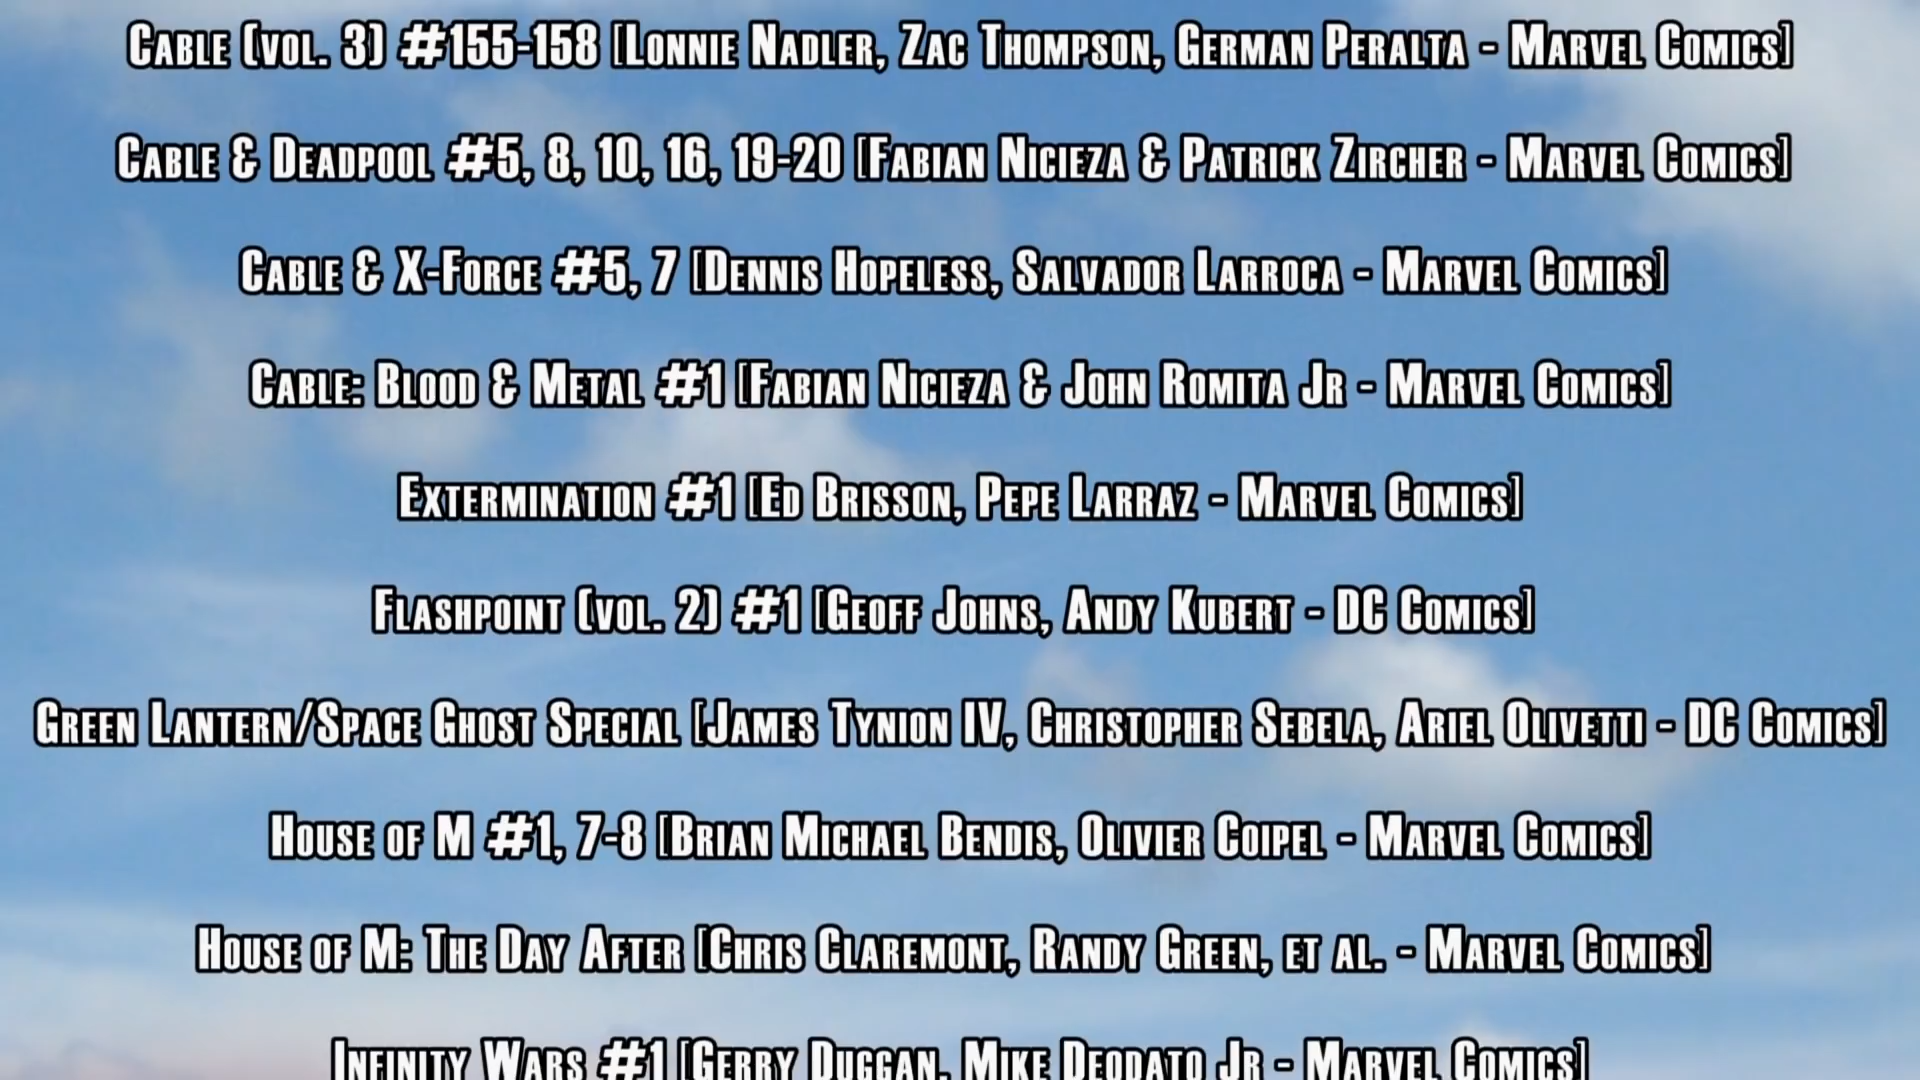 Cable (vol. 3) #155-158 [Lonnie Nadler, Zac Thompson, German Peralta - Marvel Comics]
Cable & Deadpool #5, 8, 10, 16, 19-20 [Fabian Nicieza & Patrick Zircher - Marvel Comics]
Cable & X-Force #5, 7 [Dennis Hopeless, Salvador Larroca - Marvel Comics]
Cable: Blood & Metal #1 [Fabian Nicieza & John Romita Jr - Marvel Comics]
Extermination #1 [Ed Brisson, Pepe Larraz - Marvel Comics]
Flashpoint (vol. 2) #1 [Geoff Johns, Andy Kubert - DC Comics]
Green Lantern/Space Ghost Special [James Tynion IV, Christopher Sebela, Ariel Olivetti - DC Comics]
House of M #1, 7-8 [Brian Michael Bendis, Olivier Coipel - Marvel Comics]
House of M: The Day After [Chris Claremont, Randy Green, et al. - Marvel Comics]
Infinity Wars #1 [Gerry Duggan, Mike Deodato Jr - Marvel Comics]